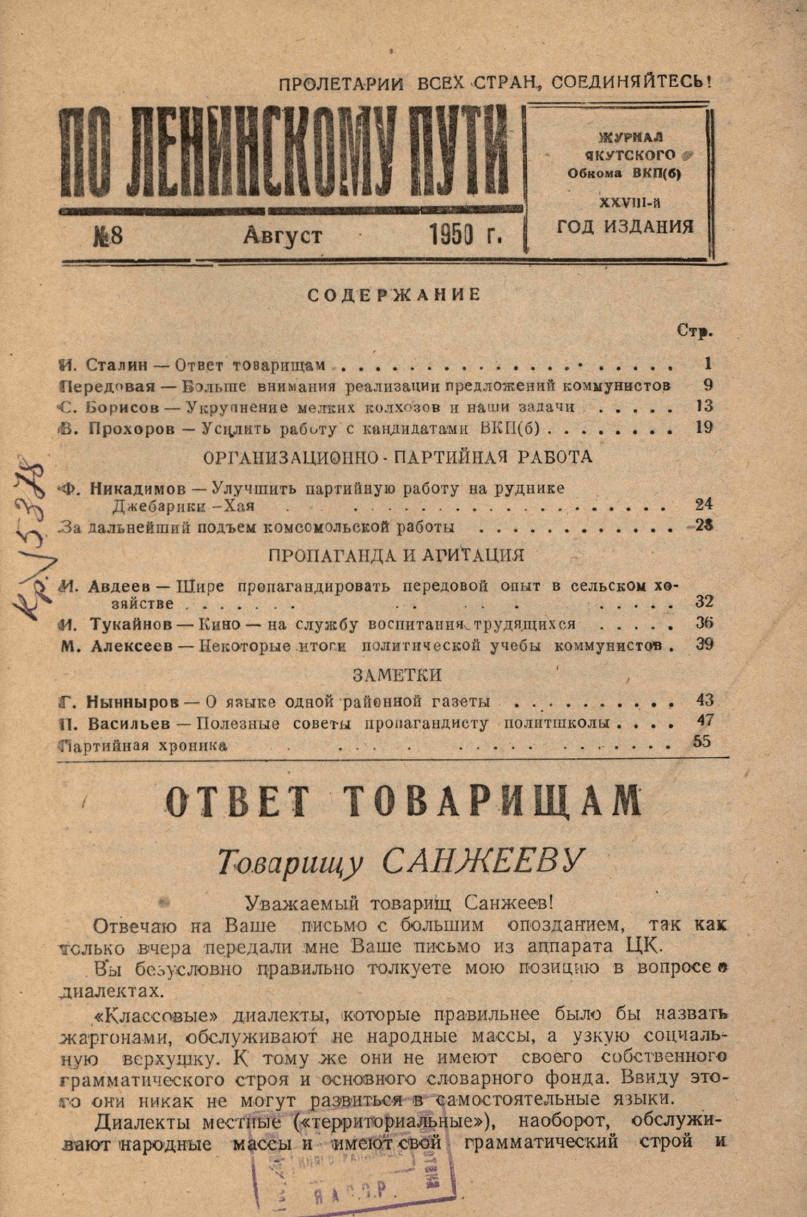 ПРОЛЕТАРИИ ВСЕХ СТРАН, СОЕДИНЯЙТЕСЬ!
ПО ЛЕНИНСКОМУ ПУТИ
ЖУРНАЛ
ЯКУТСКОГО
Обкома ВКП(б)
XXVIII-й
ГОД ИЗДАНИЯ
№8 Август 1950 г.
СОДЕРЖАНИЕ
Стр.
И. Сталин — Ответ товарищам . . . . . . . . . . . . . . . . . . . . 1
Передовая — Больше внимания реализации предложений коммунистов 9
С. Борисов — Укрупнение мелких колхозов и наши задачи . . . . . 13
В. Прохоров — Усилить работу с кандидатами ВКП(б) . . . . . . . . 19
ОРГАНИЗАЦИОННО-ПАРТИЙНАЯ РАБОТА
Ф. Никадимов — Улучшить партийную работу на руднике
Джебарики—Хая . . . . . . . . . . . . . . . . . . . 24
За дальнейший подъем комсомольской работы . . . . . . . . . . . . 28
ПРОПАГАНДА И АГИТАЦИЯ
И. Авдеев — Шире пропагандировать передовой опыт в сельском хо-
зяйстве . . . . . . . . . . . . . . . . 32
И. Тукайнов — Кино — на службу воспитания трудящихся . . . . . 36
М. Алексеев — Некоторые итоги политической учебы коммунистов . 39
ЗАМЕТКИ
Г. Нынныров — О языке одной районной газеты . . . . . . . . . . 43
П. Васильев — Полезные советы пропагандисту политшколы . . . . 47
Партийная хроника . . . . . . . . . . . . . . . . . . . 55
ОТВЕТ ТОВАРИЩАМ
Товарищу САНЖЕЕВУ
Уважаемый товарищ Санжеев!
Отвечаю на Ваше письмо с большим опозданием, так как
только вчера передали мне Ваше письмо из аппарата ЦК.
Вы безусловно правильно толкуете мою позицию в вопросе о
диалектах.
«Классовые» диалекты, которые правильнее было бы назвать
жаргонами, обслуживают не народные массы, а узкую социаль-
ную верхушку. К тому же они не имеют своего собственного
грамматического строя и основного словарного фонда. Ввиду это-
го они никак не могут развиться в самостоятельные языки.
Диалекты местные («территориальные»), наоборот, обслужи-
вают народные массы и имеют свой грамматический строй и